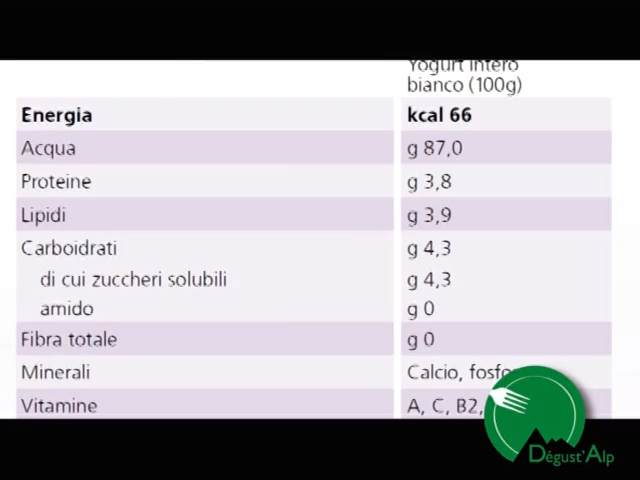 Yogurt intero
bianco (100g)
Energia kcal 66
Acqua g 87,0
Proteine g 3,8
Lipidi g 3,9
Carboidrati g 4,3
di cui zuccheri solubili g 4,3
amido g 0
Fibra totale g 0
Minerali Calcio,
Vitamine A, C, B2,
Dégust'Alp